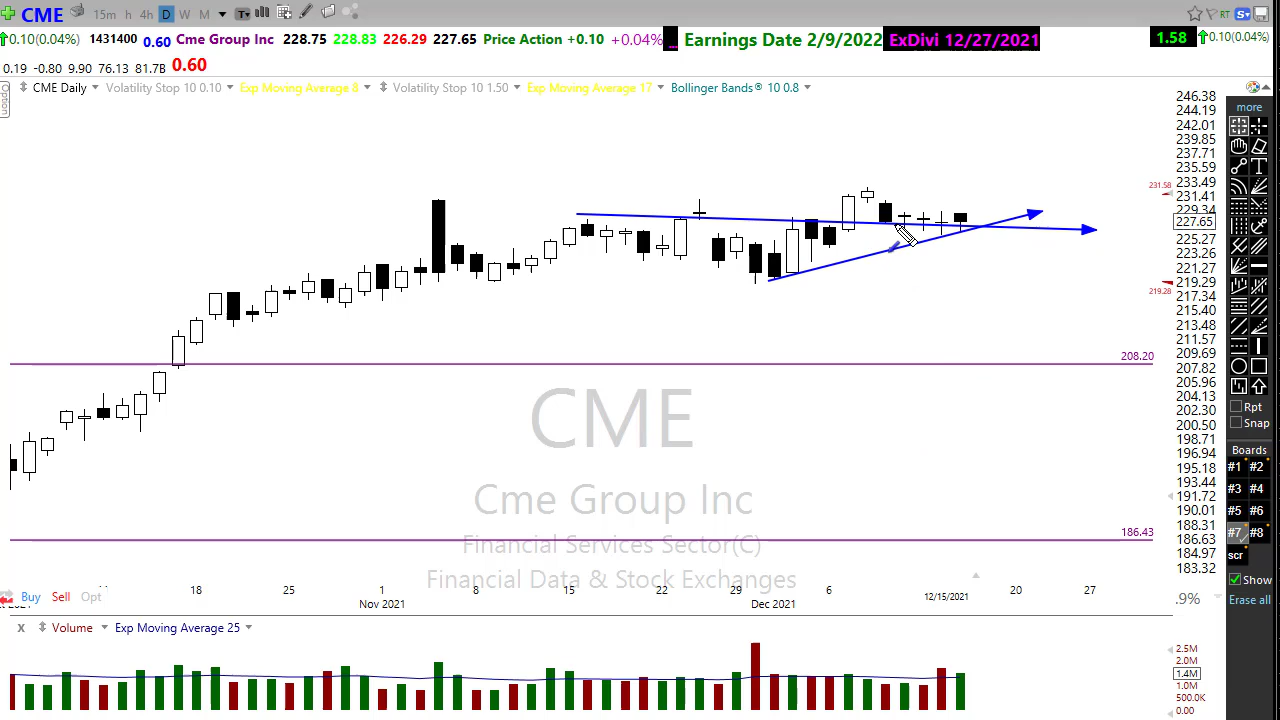 CME 15m h 4h D W M T RT S
0.10(0.04%) 1431400 0.60 Cme Group Inc 228.75 228.83 226.29 227.65 Price Action +0.10 +0.04% ... Earnings Date 2/9/2022 ExDivi 12/27/2021 1.58 0.10(0.04%)
0.19 -0.80 9.90 76.13 81.7B 0.60
Option CME Daily Volatility Stop 10 0.10 Exp Moving Average 8 Volatility Stop 10 1.50 Exp Moving Average 17 Bollinger Bands® 10 0.8
more
246.38
244.19
242.01
239.85
237.71
235.59
233.49
231.58
231.41
229.34
227.65
225.27
223.26
221.27
219.29
219.28
217.34
215.40
213.48
211.57
209.69
208.20
207.82
205.96
204.13
202.30
200.50
198.71
196.94
195.18
193.44
191.72
190.01
188.31
186.63
186.43
184.97
183.32
CME
Cme Group Inc
Financial Services Sector(C)
Financial Data & Stock Exchanges
T
Rpt
Snap
Boards
#1 #2
#3 #4
#5 #6
#7 #8
scr
Show
Erase all
Buy Sell Opt
18 25 1 8 15 22 29 6 12/15/2021 20 27
Nov 2021 Dec 2021
.9%
X Volume Exp Moving Average 25
2.5M
2.0M
1.4M
1.0M
500.0K
0.00